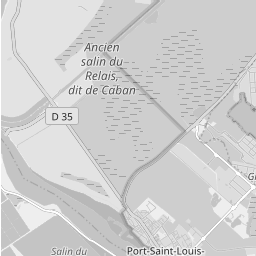 Ancien
salin du
Relais,
dit de Caban
D 35
Salin du
Port-Saint-Louis-